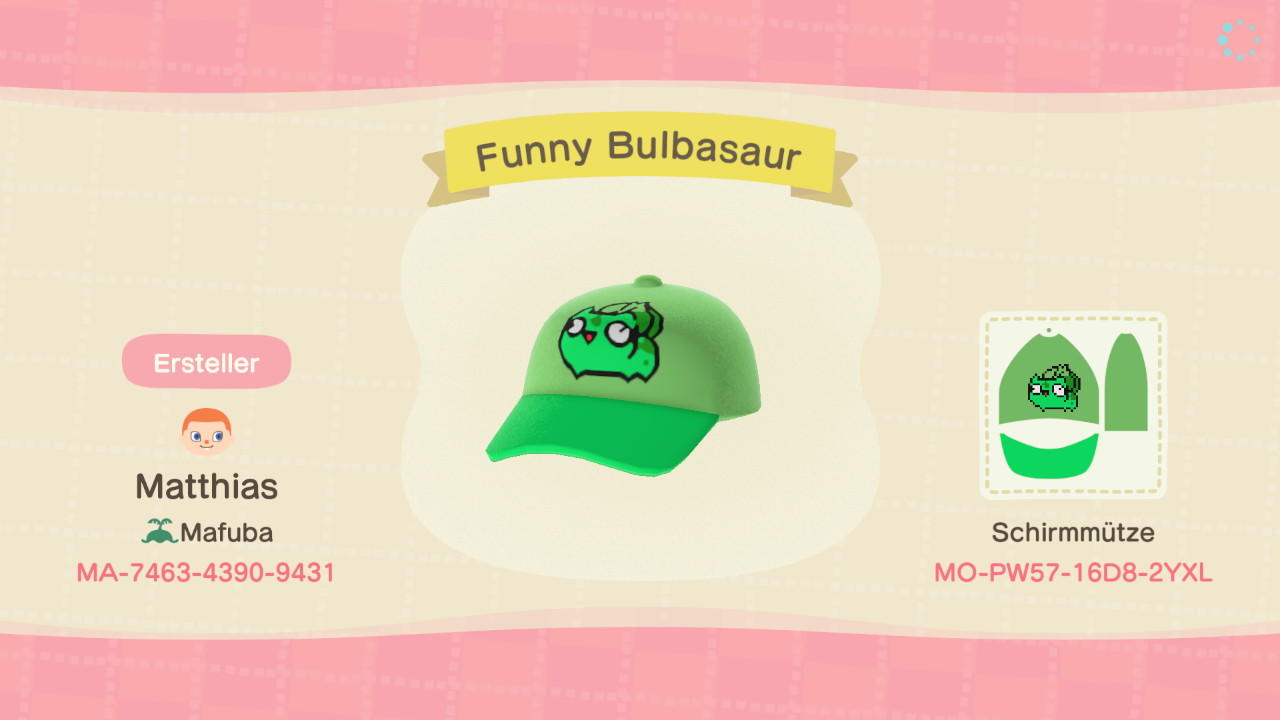 Funny Bulbasaur
Ersteller
Matthias
Mafuba
MA-7463-4390-9431
Schirmmütze
MO-PW57-16D8-2YXL